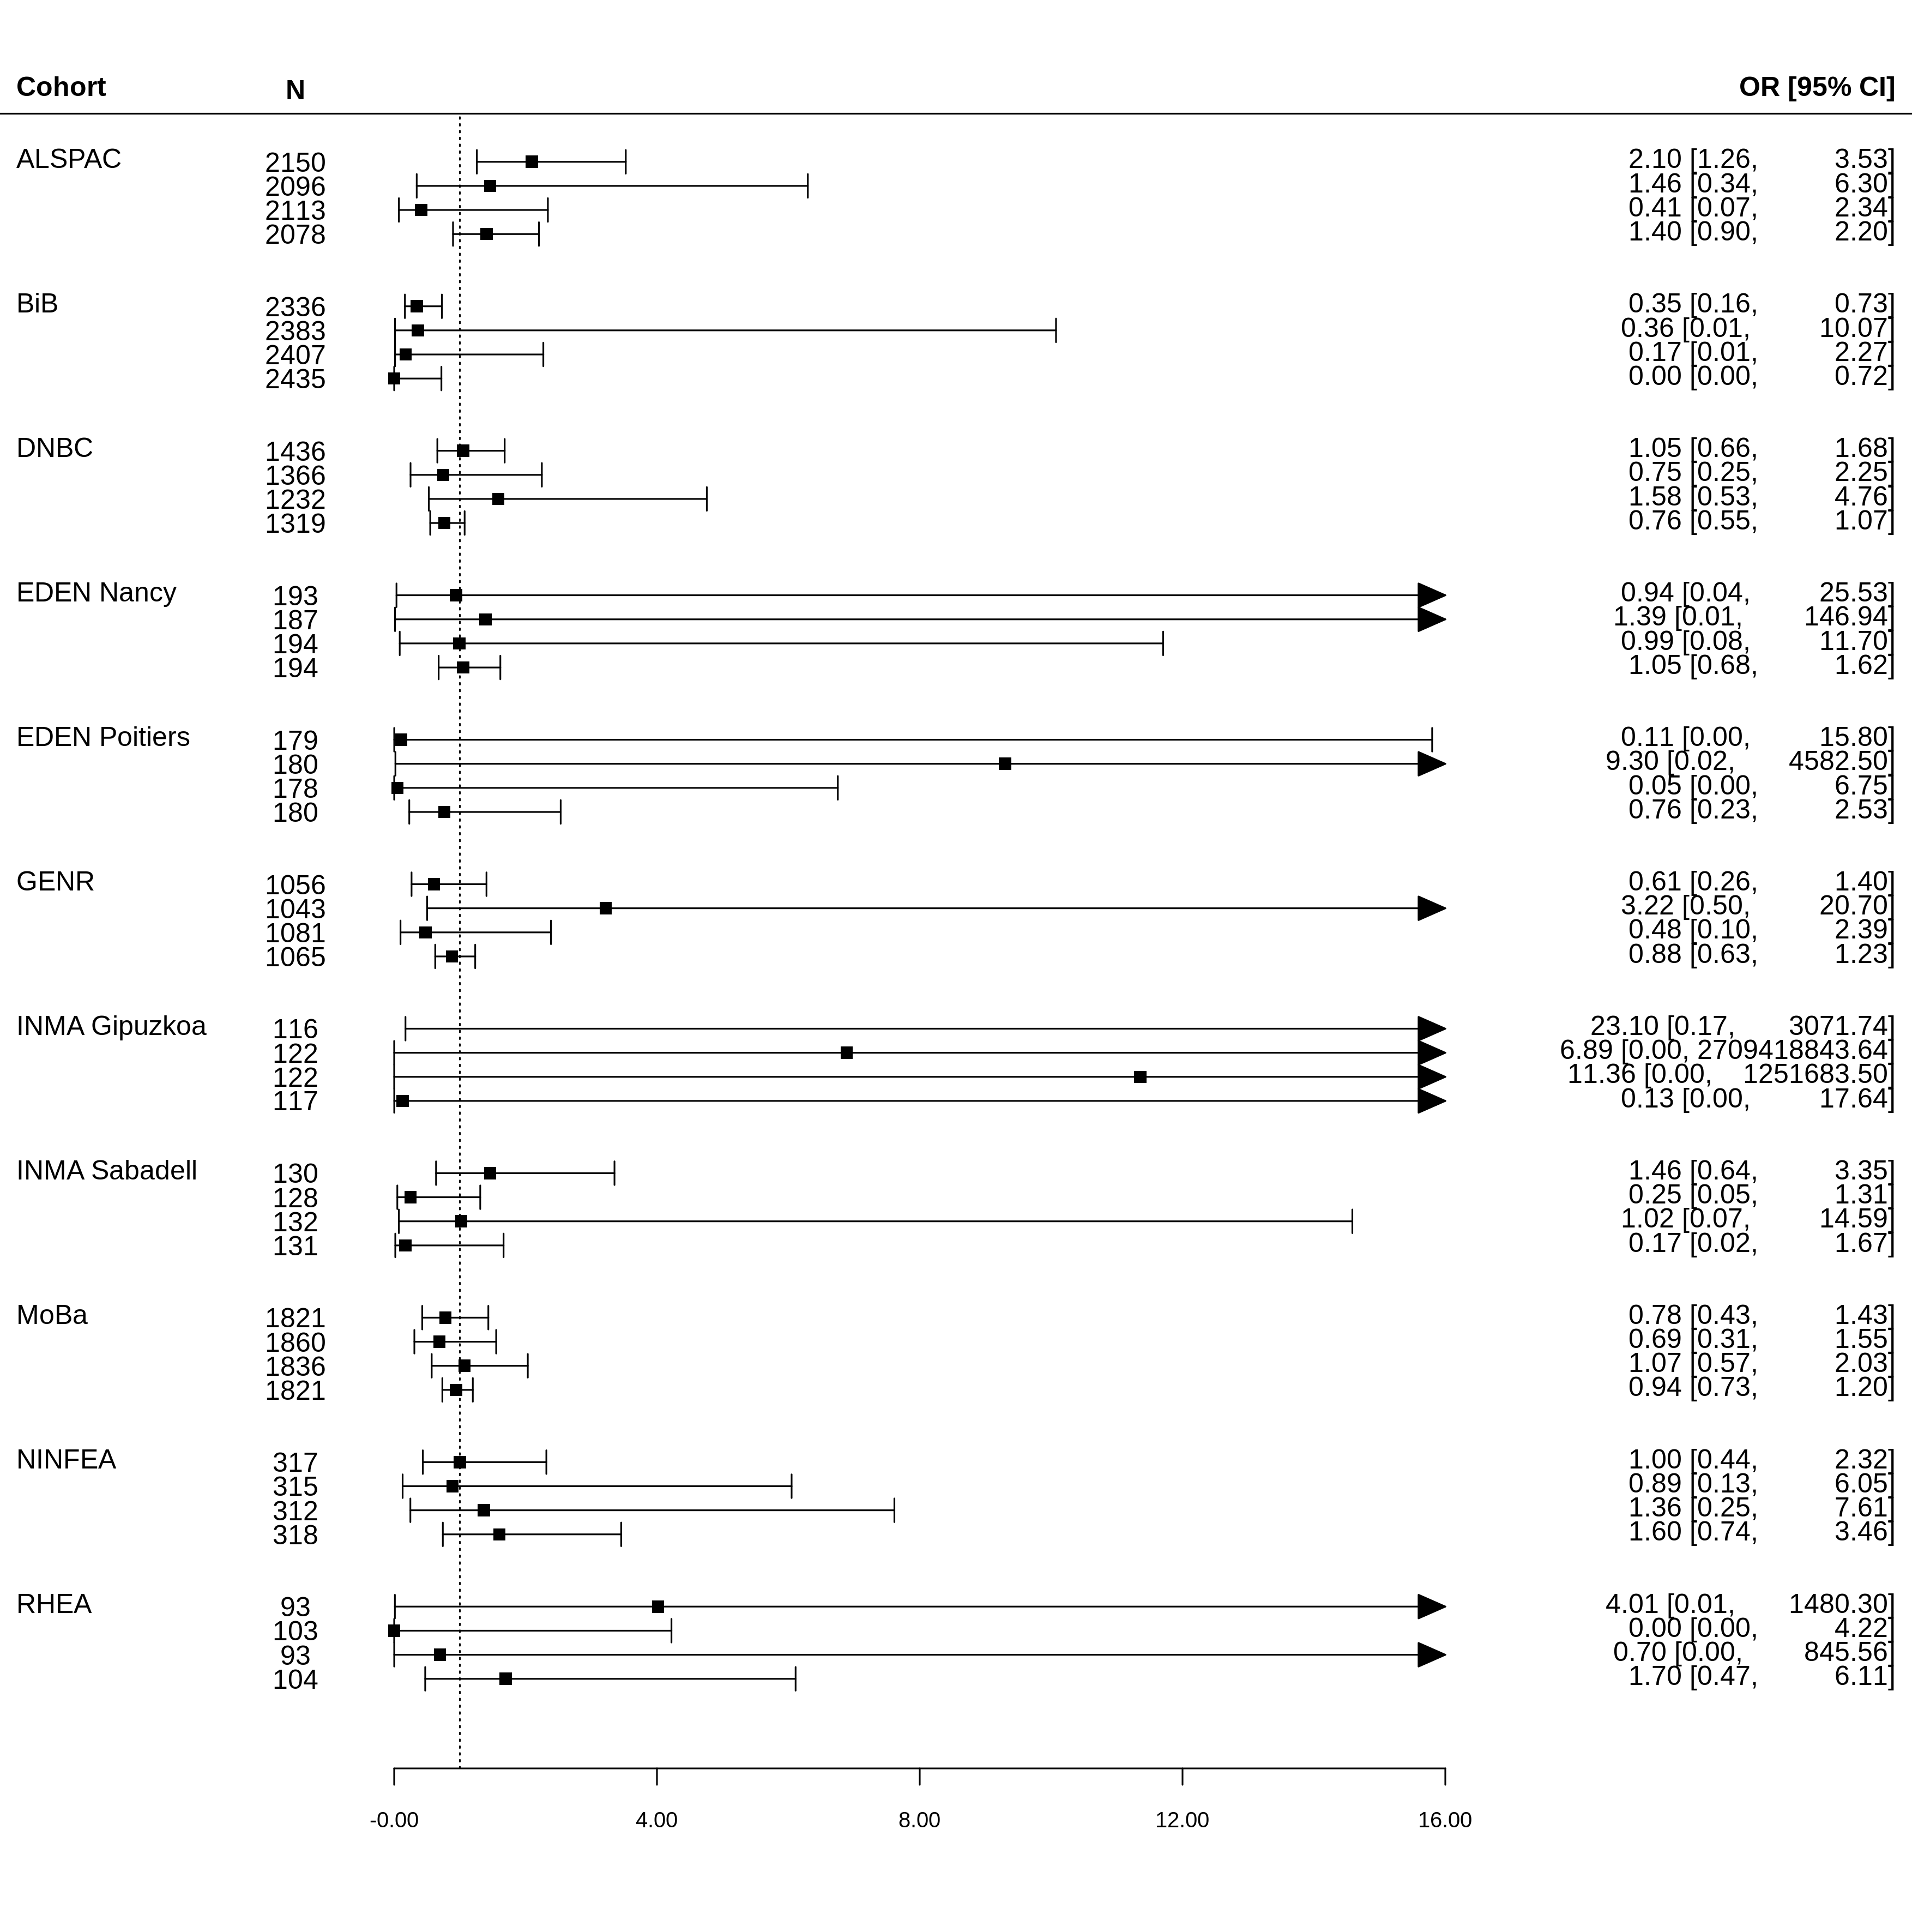 Cohort N OR [95% CI]
ALSPAC 2150 2.10 [1.26, 3.53]
2096 1.46 [0.34, 6.30]
2113 0.41 [0.07, 2.34]
2078 1.40 [0.90, 2.20]
BiB 2336 0.35 [0.16, 0.73]
2383 0.36 [0.01, 10.07]
2407 0.17 [0.01, 2.27]
2435 0.00 [0.00, 0.72]
DNBC 1436 1.05 [0.66, 1.68]
1366 0.75 [0.25, 2.25]
1232 1.58 [0.53, 4.76]
1319 0.76 [0.55, 1.07]
EDEN Nancy 193 0.94 [0.04, 25.53]
187 1.39 [0.01, 146.94]
194 0.99 [0.08, 11.70]
194 1.05 [0.68, 1.62]
EDEN Poitiers 179 0.11 [0.00, 15.80]
180 9.30 [0.02, 4582.50]
178 0.05 [0.00, 6.75]
180 0.76 [0.23, 2.53]
GENR 1056 0.61 [0.26, 1.40]
1043 3.22 [0.50, 20.70]
1081 0.48 [0.10, 2.39]
1065 0.88 [0.63, 1.23]
INMA Gipuzkoa 116 23.10 [0.17, 3071.74]
122 6.89 [0.00, 2709418843.64]
122 11.36 [0.00, 1251683.50]
117 0.13 [0.00, 17.64]
INMA Sabadell 130 1.46 [0.64, 3.35]
128 0.25 [0.05, 1.31]
132 1.02 [0.07, 14.59]
131 0.17 [0.02, 1.67]
MoBa 1821 0.78 [0.43, 1.43]
1860 0.69 [0.31, 1.55]
1836 1.07 [0.57, 2.03]
1821 0.94 [0.73, 1.20]
NINFEA 317 1.00 [0.44, 2.32]
315 0.89 [0.13, 6.05]
312 1.36 [0.25, 7.61]
318 1.60 [0.74, 3.46]
RHEA 93 4.01 [0.01, 1480.30]
103 0.00 [0.00, 4.22]
93 0.70 [0.00, 845.56]
104 1.70 [0.47, 6.11]
-0.00 4.00 8.00 12.00 16.00